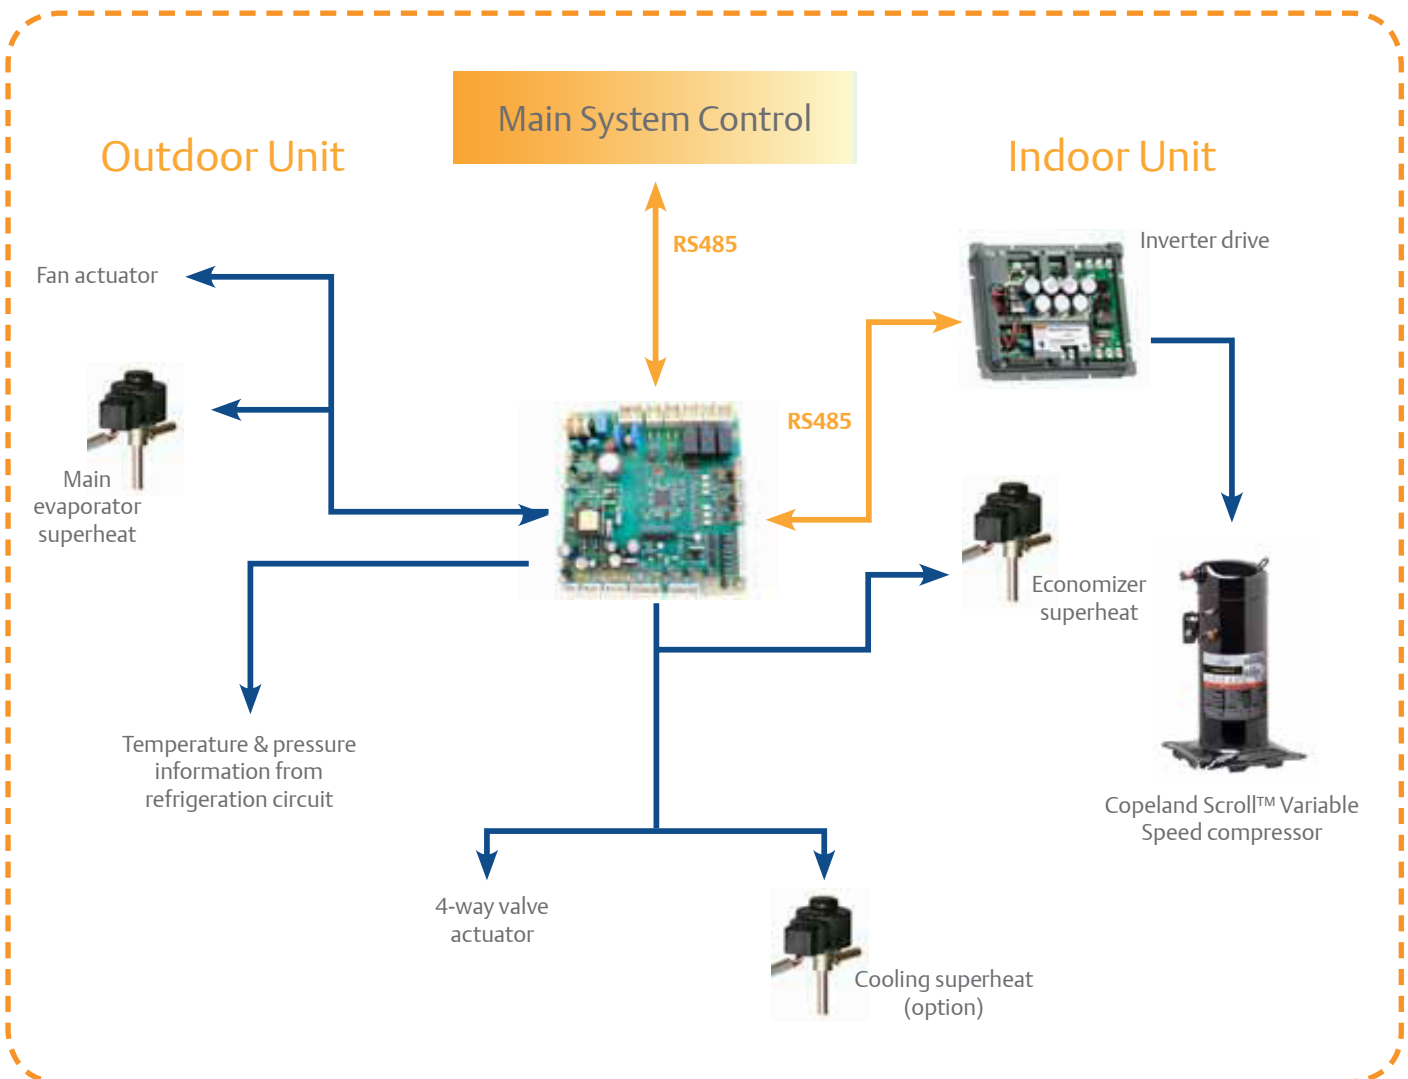 Main System Control
Outdoor Unit
Indoor Unit
RS485
Inverter drive
Fan actuator
RS485
Main
evaporator
superheat
Economizer
superheat
Temperature & pressure
information from
refrigeration circuit
Copeland Scroll™ Variable
Speed compressor
4-way valve
actuator
Cooling superheat
(option)